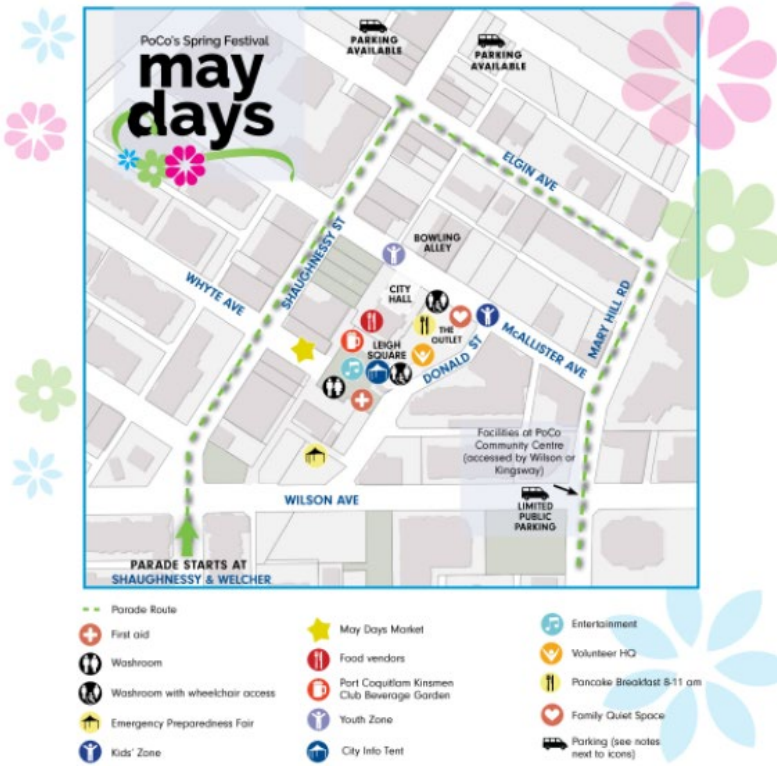 PoCo's Spring Festival
may
days
PARKING
AVAILABLE
PARKING
AVAILABLE
ELGIN AVE
SHAUGHNESSY ST
BOWLING
ALLEY
WHYTE AVE
CITY
HALL
MARY HILL RD
THE
OUTLET
McALLISTER AVE
LEIGH
SQUARE
DONALD ST
Facilities at PoCo
Community Centre
(accessed by Wilson or
Kingsway)
WILSON AVE
LIMITED
PUBLIC
PARKING
PARADE STARTS AT
SHAUGHNESSY & WELCHER
Parade Route
First aid
Washroom
Washroom with wheelchair access
Emergency Preparedness Fair
Kids' Zone
May Days Market
Food vendors
Port Coquitlam Kinsmen
Club Beverage Garden
Youth Zone
City Info Tent
Entertainment
Volunteer HQ
Pancake Breakfast 8-11 am
Family Quiet Space
Parking (see notes
next to icons)